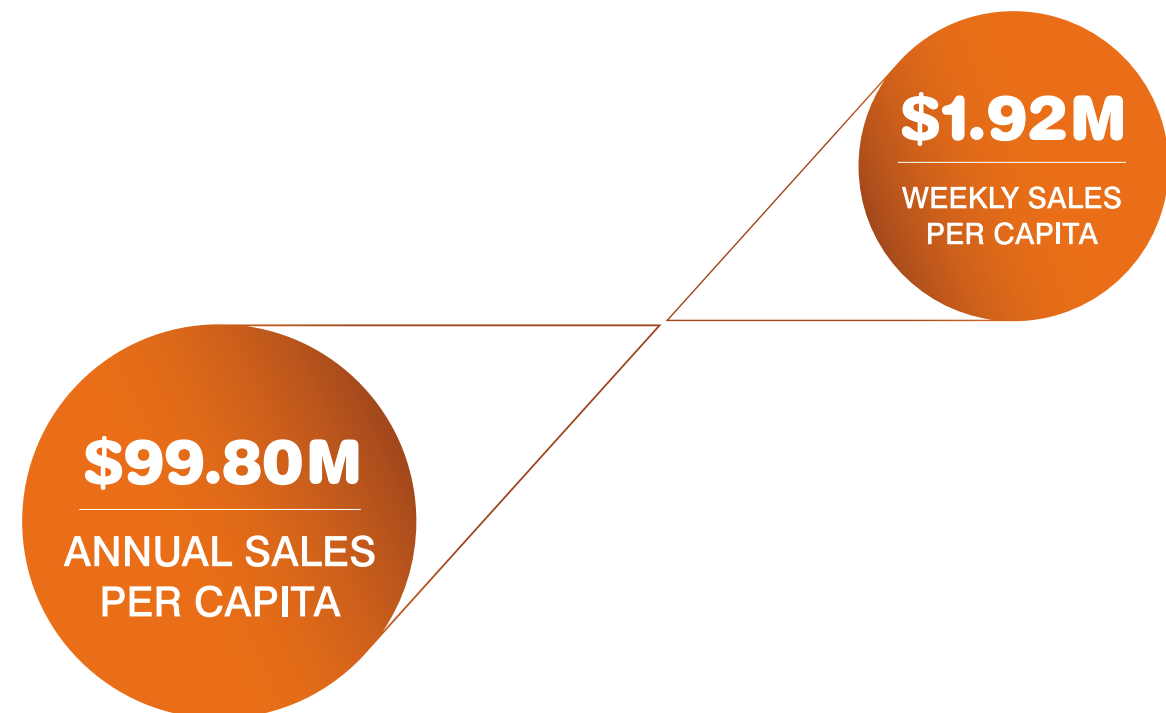 $1.92M
WEEKLY SALES
PER CAPITA
$99.80M
ANNUAL SALES
PER CAPITA